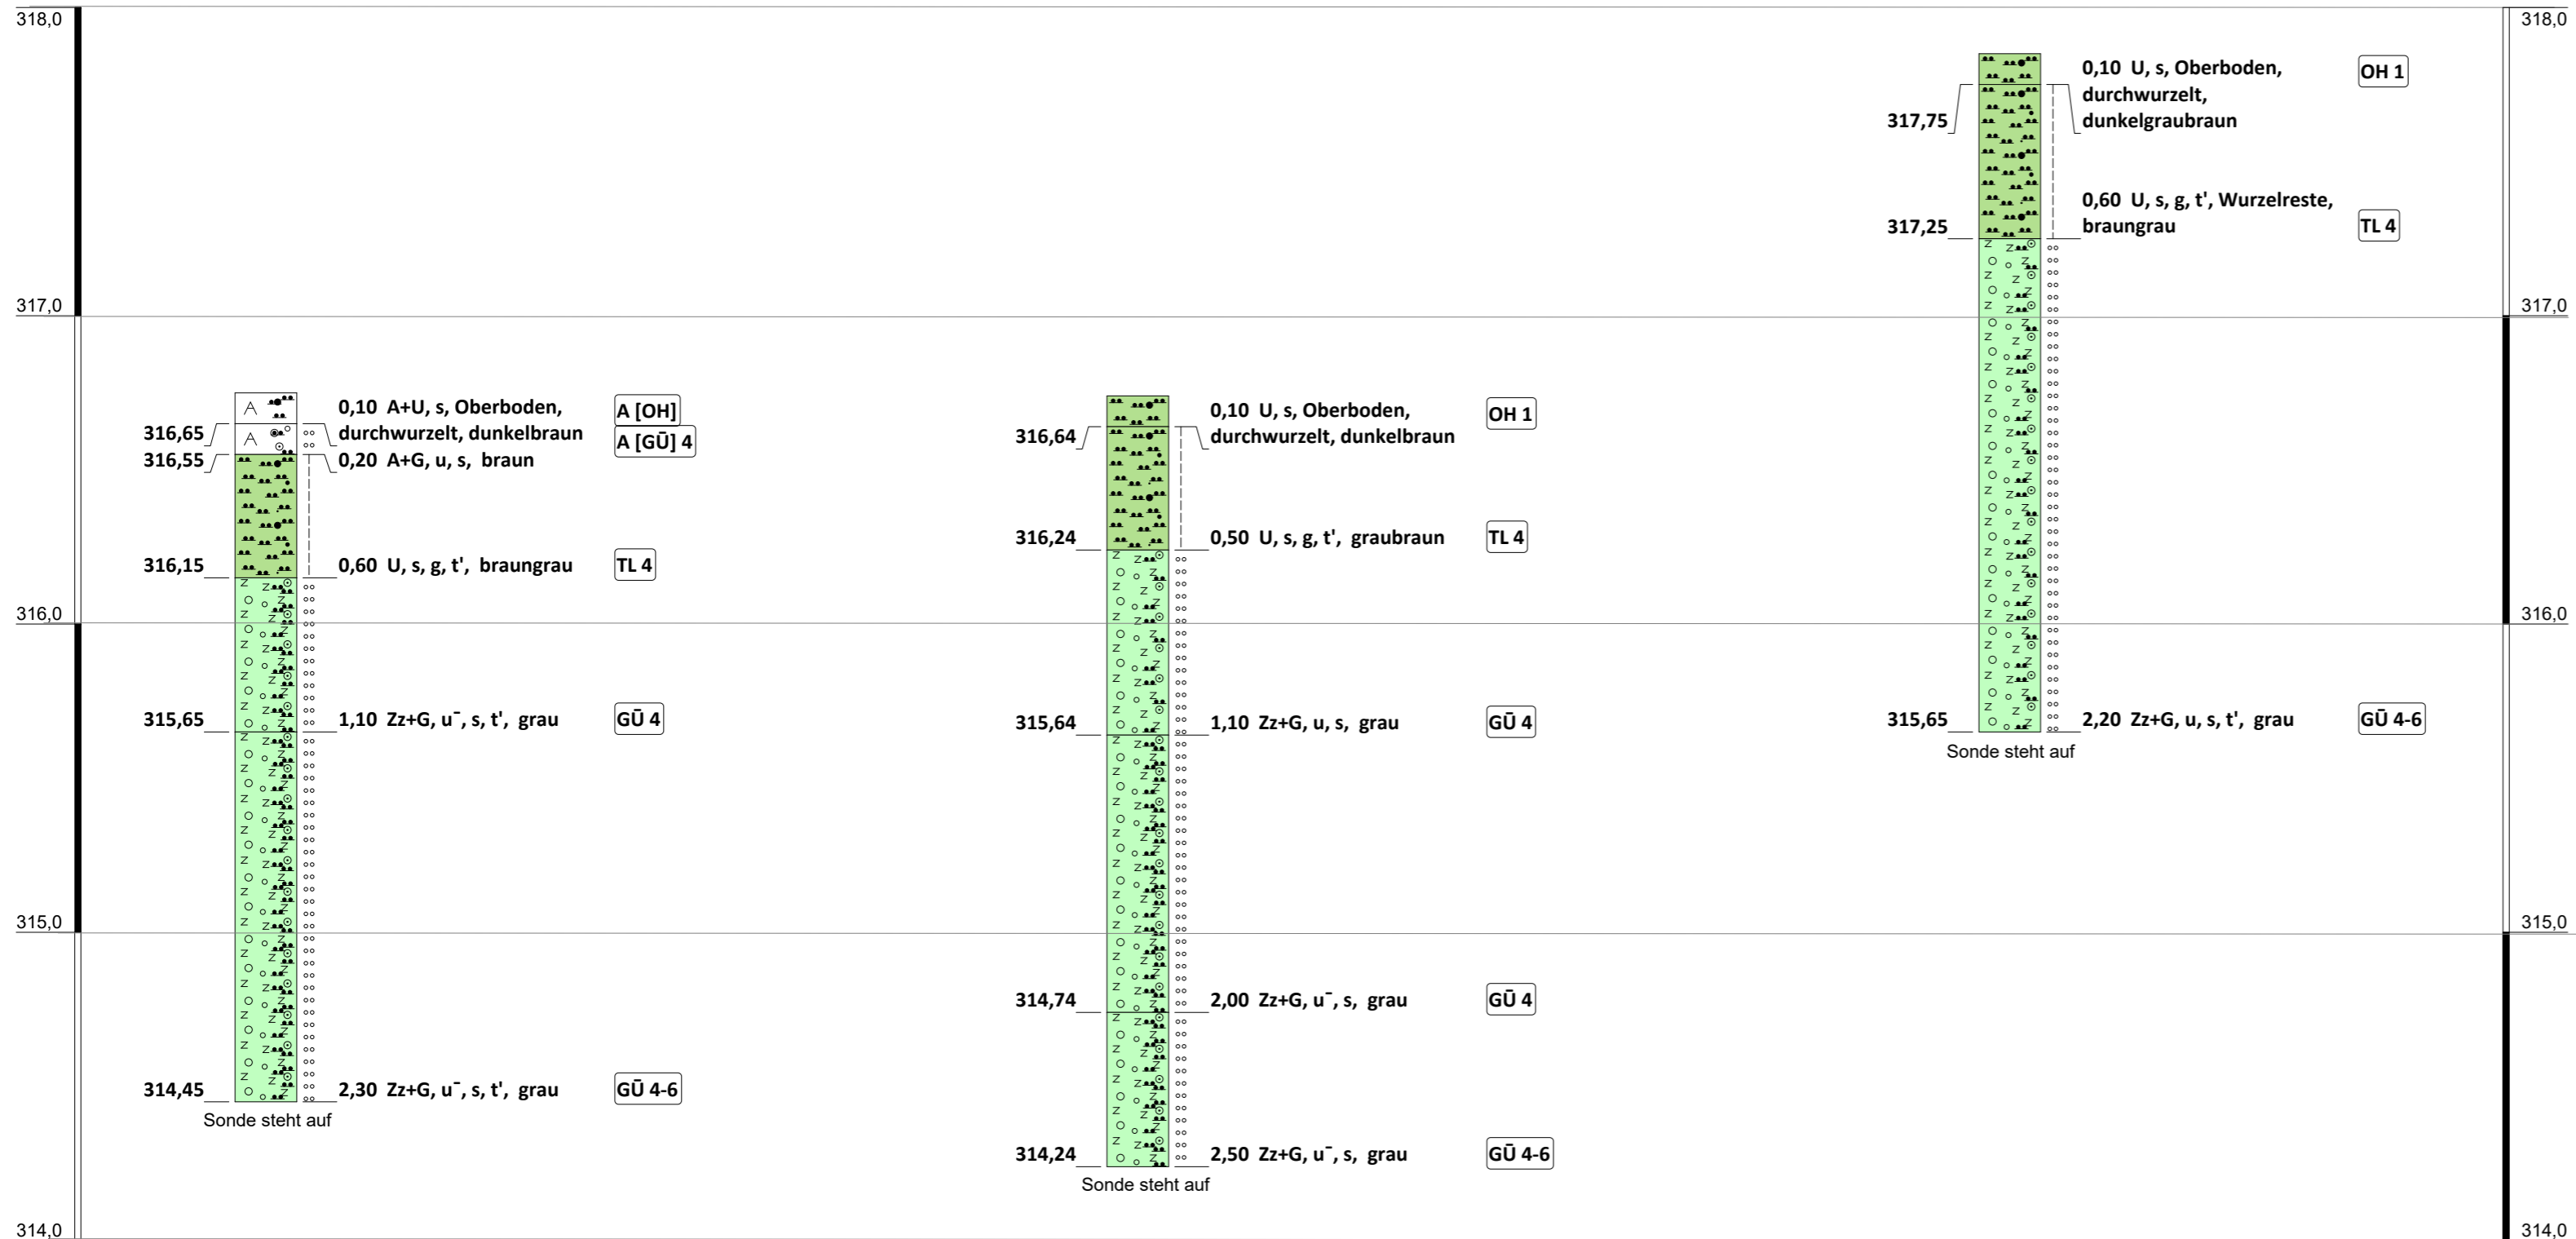 318,0
317,0
316,0
315,0
314,0
316,65
316,55
316,15
315,65
314,45
0,10 A+U, s, Oberboden,
durchwurzelt, dunkelbraun
0,20 A+G, u, s, braun
0,60 U, s, g, t', braungrau
1,10 Zz+G, u¯, s, t', grau
2,30 Zz+G, u¯, s, t', grau
A [OH]
A [GŪ] 4
TL 4
GŪ 4
GŪ 4-6
Sonde steht auf
316,64
316,24
315,64
314,74
314,24
0,10 U, s, Oberboden,
durchwurzelt, dunkelbraun
0,50 U, s, g, t', graubraun
1,10 Zz+G, u, s, grau
2,00 Zz+G, u¯, s, grau
2,50 Zz+G, u¯, s, grau
OH 1
TL 4
GŪ 4
GŪ 4
GŪ 4-6
Sonde steht auf
317,75
317,25
315,65
0,10 U, s, Oberboden,
durchwurzelt,
dunkelgraubraun
0,60 U, s, g, t', Wurzelreste,
braungrau
2,20 Zz+G, u, s, t', grau
OH 1
TL 4
GŪ 4-6
Sonde steht auf
318,0
317,0
316,0
315,0
314,0